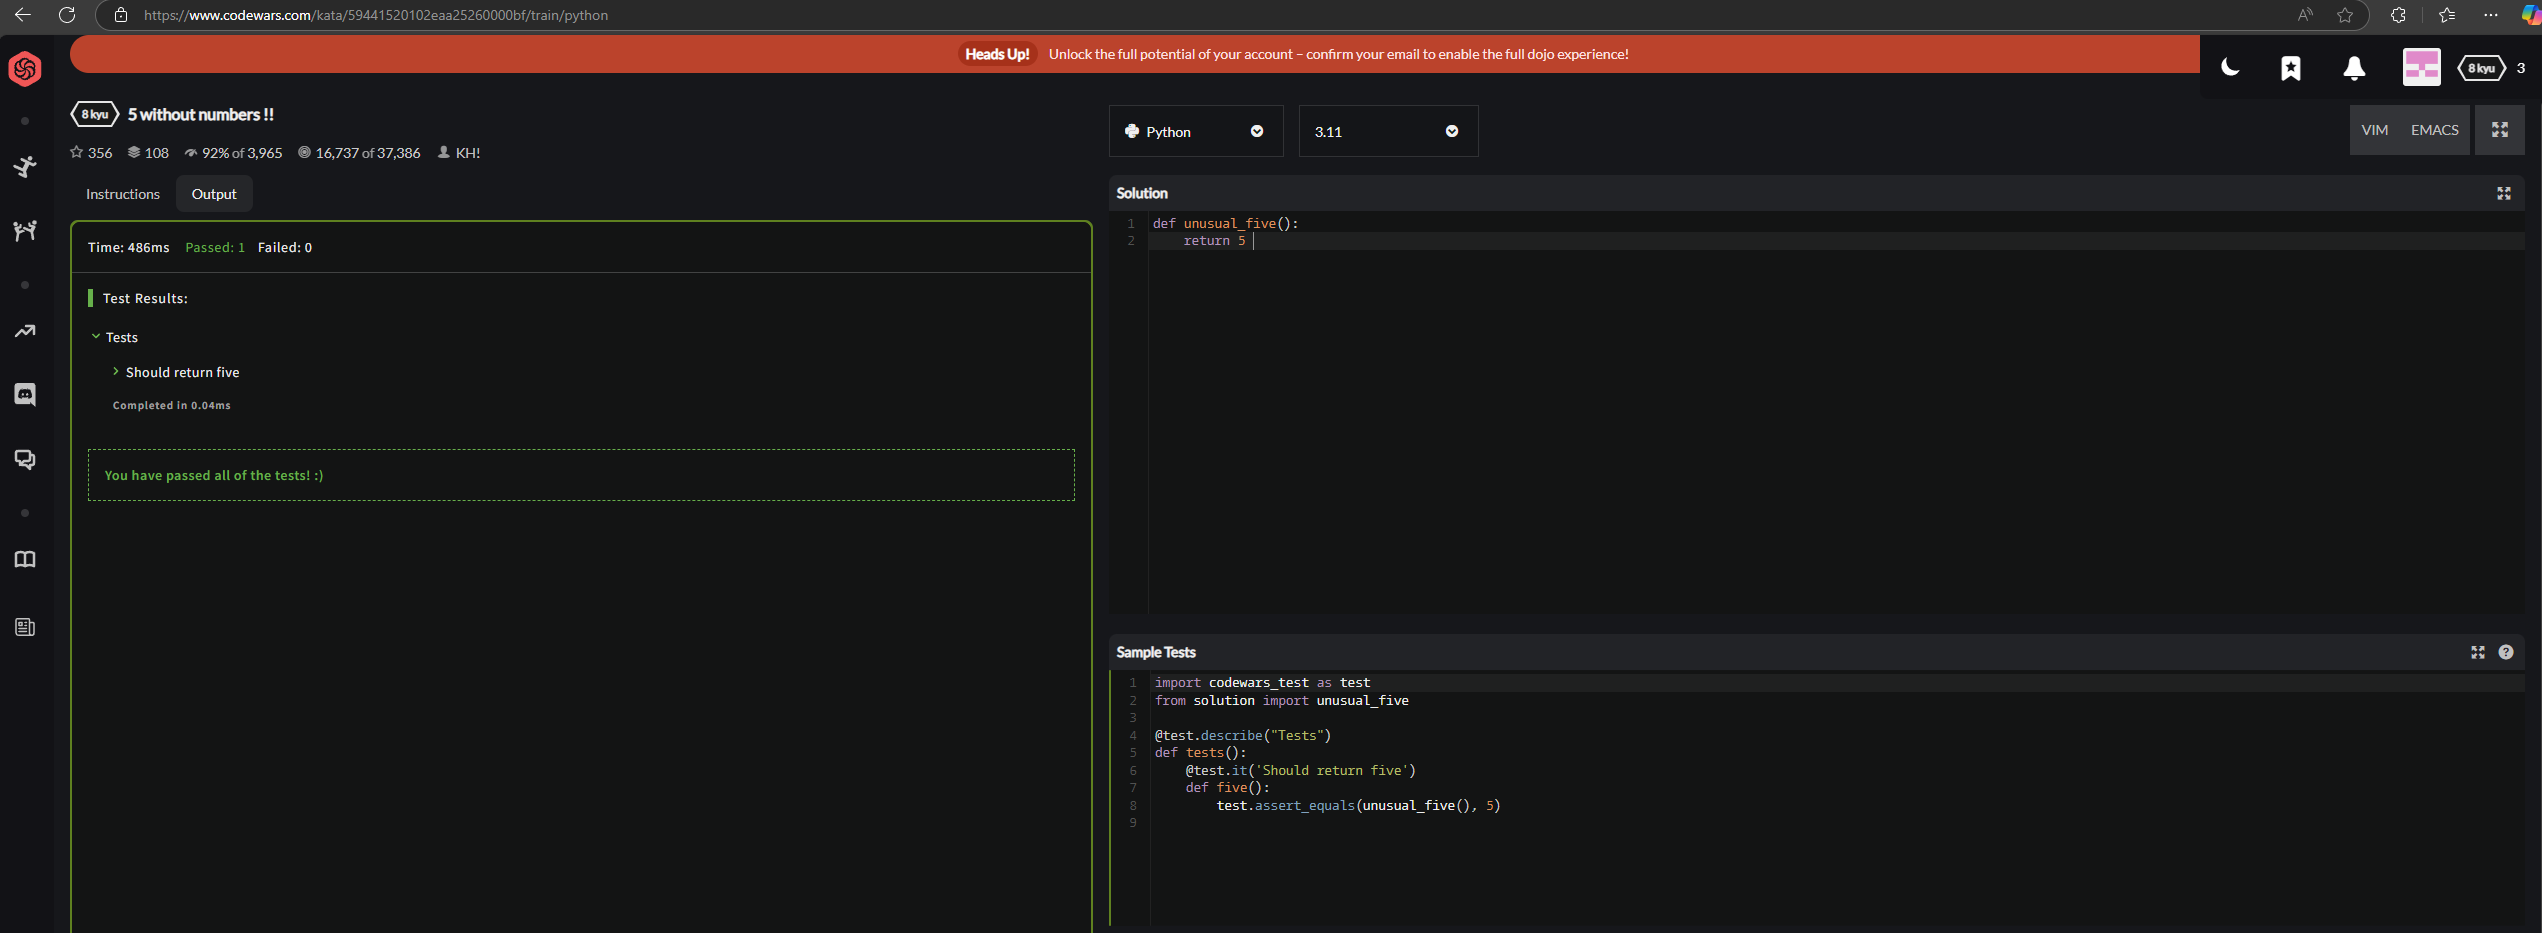 https://www.codewars.com/kata/59441520102eaa25260000bf/train/python
Heads Up! Unlock the full potential of your account – confirm your email to enable the full dojo experience!
8 kyu 3
8 kyu 5 without numbers !!
356 108 92% of 3,965 16,737 of 37,386 KH!
Instructions Output
Time: 486ms Passed: 1 Failed: 0
Test Results:
Tests
Should return five
Completed in 0.04ms
You have passed all of the tests! :)
Python 3.11 VIM EMACS
Solution
1 def unusual_five():
2 return 5
Sample Tests
1 import codewars_test as test
2 from solution import unusual_five
3
4 @test.describe("Tests")
5 def tests():
6 @test.it('Should return five')
7 def five():
8 test.assert_equals(unusual_five(), 5)
9